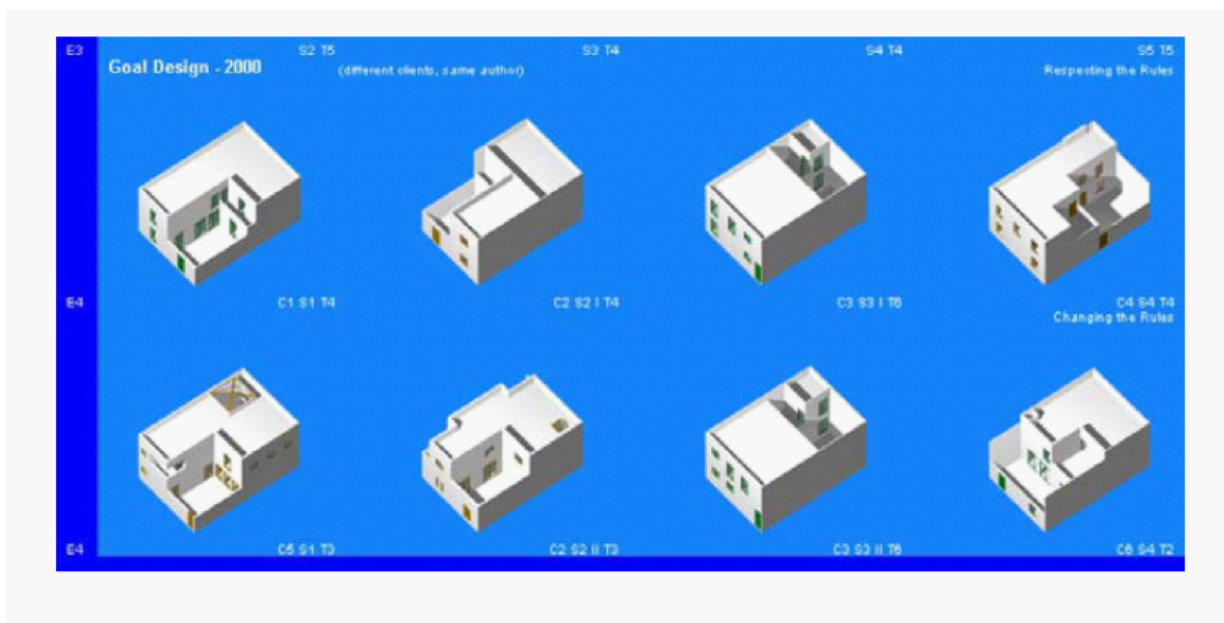 E3 S2 T5 S3 T4 S4 T4 S5 T5
Goal Design - 2000 (different clients, same author) Respecting the Rules
E4 C1 S1 T4 C2 S2 I T4 C3 S3 I T6 C4 S4 T4
Changing the Rules
E4 C5 S1 T3 C2 S2 II T3 C3 S3 II T6 C6 S4 T2